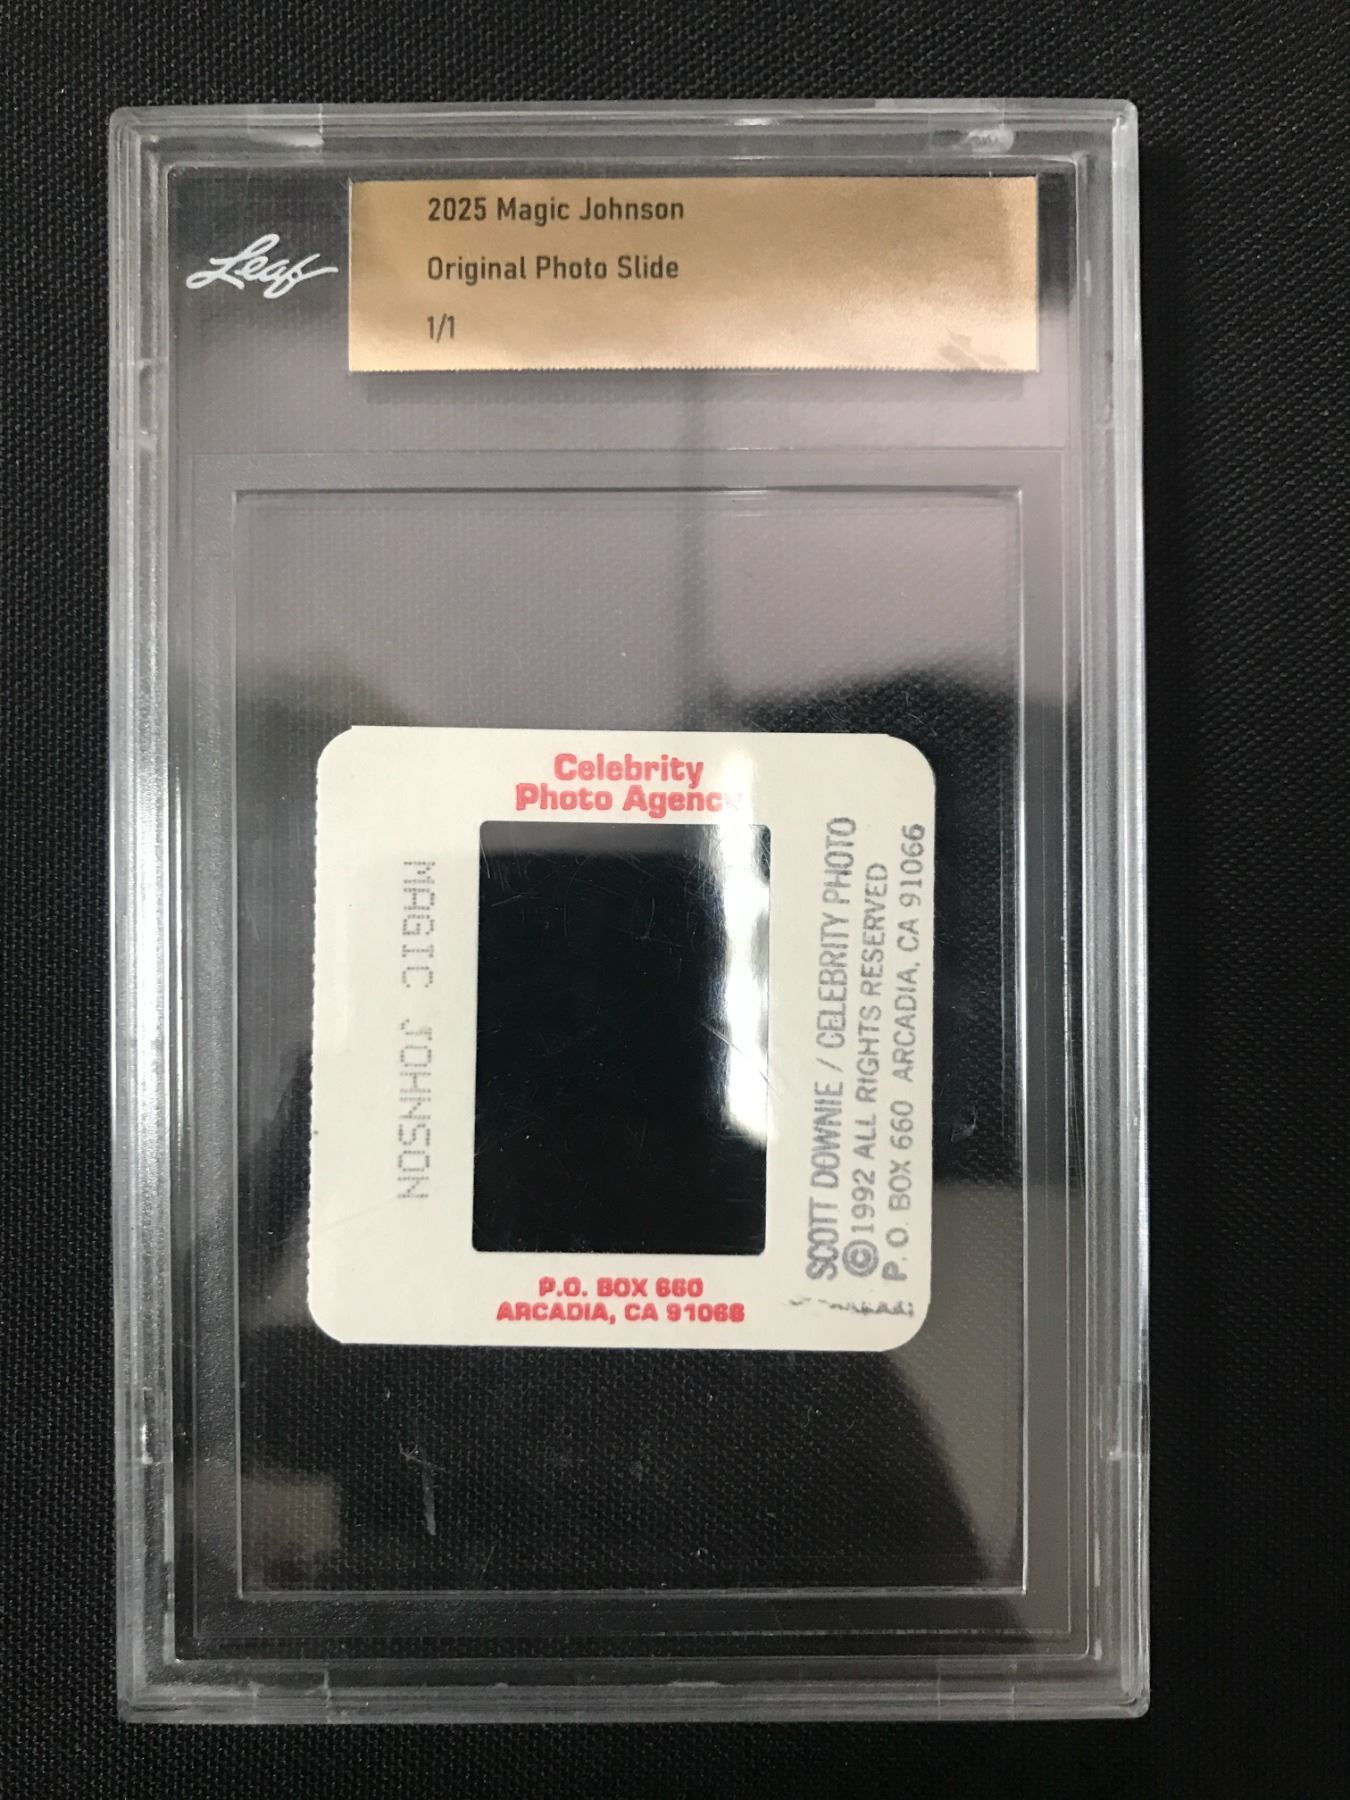 Leaf
2025 Magic Johnson
Original Photo Slide
1/1
Celebrity
Photo Agency
MAGIC JOHNSON
SCOTT DOWNIE / CELEBRITY PHOTO
©1992 ALL RIGHTS RESERVED
P. O. BOX 660 ARCADIA, CA 91066
P.O. BOX 660
ARCADIA, CA 91066